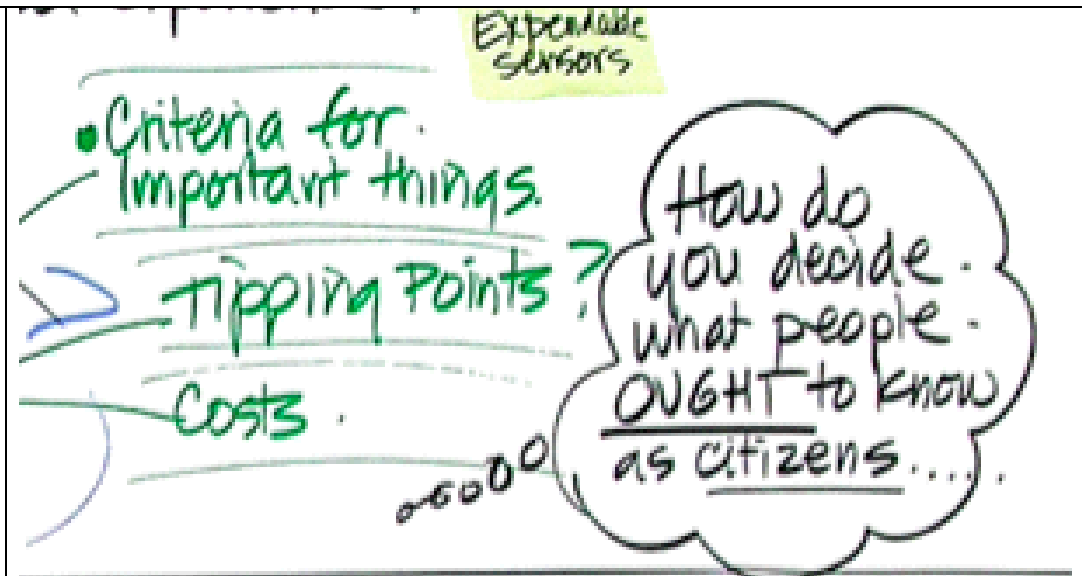 Expendable
sensors
•Criteria for.
Important things.
Tipping Points?
Costs.
How do
you decide.
what people.
OUGHT to know
as citizens.....